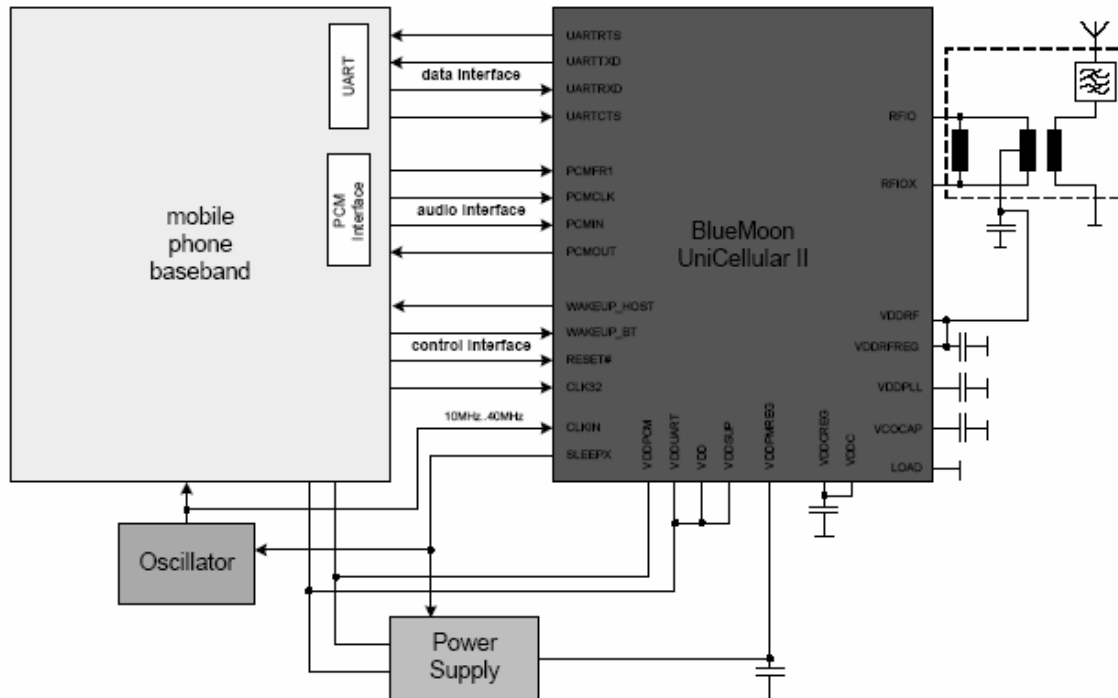 mobile
phone
baseband
UART
PCM
Interface
data Interface
audio Interface
control Interface
10MHz..40MHz
UARTRTS
UARTTXD
UARTRXD
UARTCTS
PCMFR1
PCMCLK
PCMIN
PCMOUT
WAKEUP_HOST
WAKEUP_BT
RESET#
CLK32
CLKIN
SLEEPX
BlueMoon
UniCellular II
RFIO
RFIOX
VDDRF
VDDRFREG
VDDPLL
VCOCAP
LOAD
VDDPCM
VDDUART
VDD
VDDSUP
VDDPMREG
VDDCREG
VDDC
Oscillator
Power
Supply